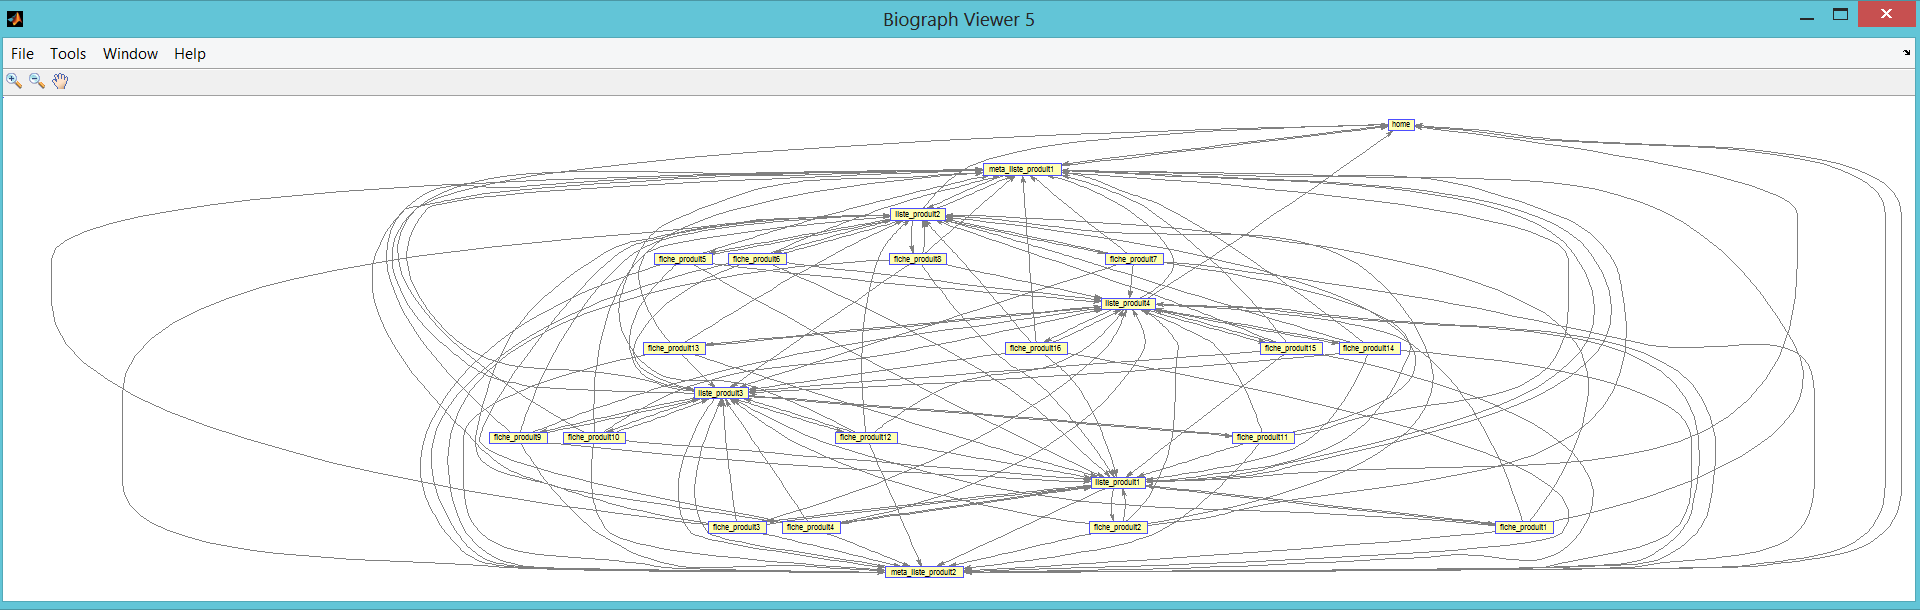 Biograph Viewer 5
File Tools Window Help
home
meta_liste_produit1
liste_produit2
fiche_produit5 fiche_produit6 fiche_produit8 fiche_produit7
liste_produit4
fiche_produit13 fiche_produit16 fiche_produit15 fiche_produit14
liste_produit3
fiche_produit9 fiche_produit10 fiche_produit12 fiche_produit11
liste_produit1
fiche_produit3 fiche_produit4 fiche_produit2 fiche_produit1
meta_liste_produit2